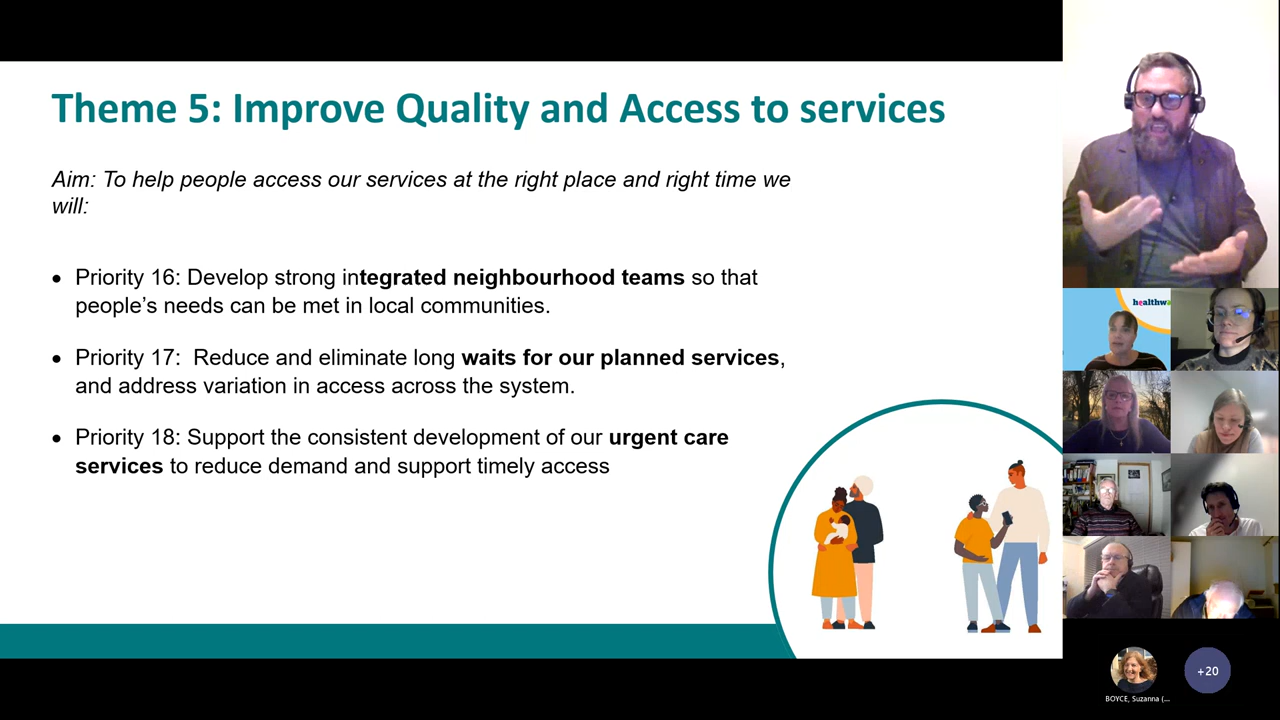 Theme 5: Improve Quality and Access to services
Aim: To help people access our services at the right place and right time we
will:
• Priority 16: Develop strong integrated neighbourhood teams so that
people's needs can be met in local communities.
• Priority 17:  Reduce and eliminate long waits for our planned services,
and address variation in access across the system.
• Priority 18: Support the consistent development of our urgent care
services to reduce demand and support timely access
healthwa
BOYCE, Suzanna (...
+20